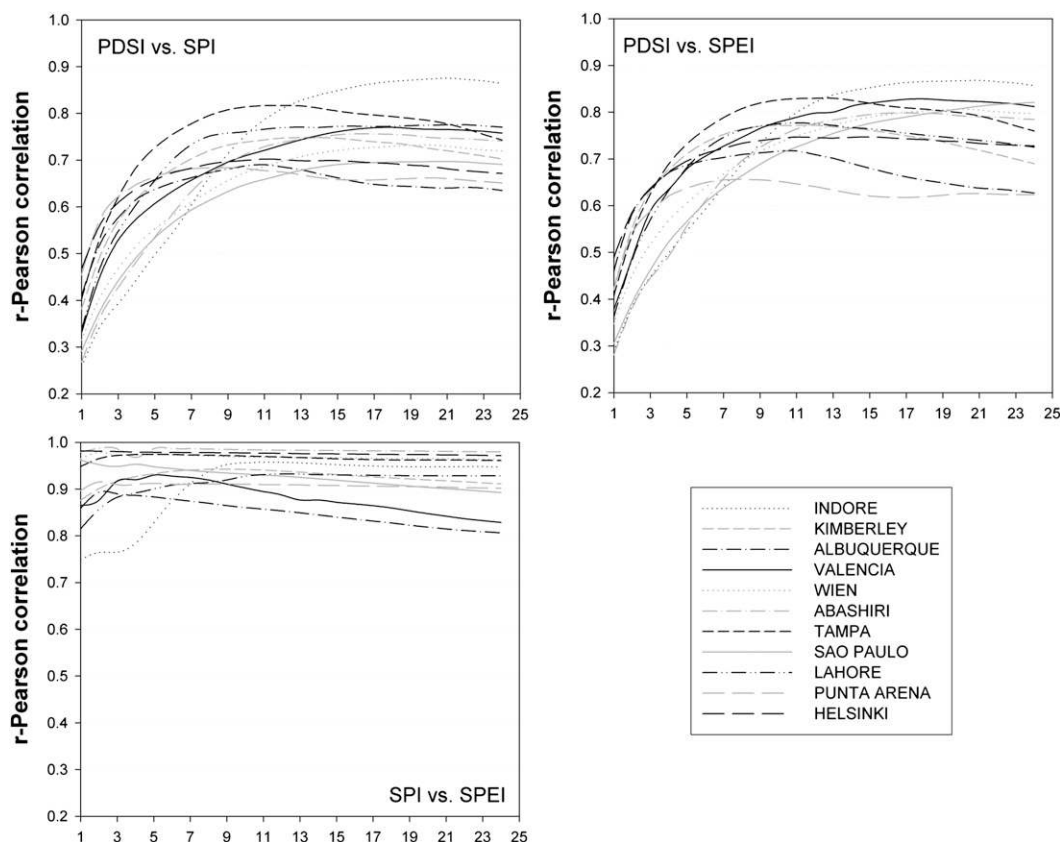 PDSI vs. SPI
r-Pearson correlation
1.0
0.9
0.8
0.7
0.6
0.5
0.4
0.3
0.2
1 3 5 7 9 11 13 15 17 19 21 23 25
PDSI vs. SPEI
r-Pearson correlation
1.0
0.9
0.8
0.7
0.6
0.5
0.4
0.3
0.2
1 3 5 7 9 11 13 15 17 19 21 23 25
SPI vs. SPEI
r-Pearson correlation
1.0
0.9
0.8
0.7
0.6
0.5
0.4
0.3
0.2
1 3 5 7 9 11 13 15 17 19 21 23 25
INDORE
KIMBERLEY
ALBUQUERQUE
VALENCIA
WIEN
ABASHIRI
TAMPA
SAO PAULO
LAHORE
PUNTA ARENA
HELSINKI